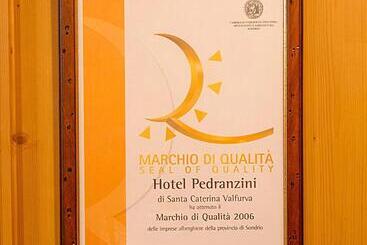 MARCHIO DI QUALITÀ
SEAL OF QUALITY
Hotel Pedranzini
di Santa Caterina Valfurva
ha ottenuto il
Marchio di Qualità 2006
delle imprese alberghiere della provincia di Sondrio